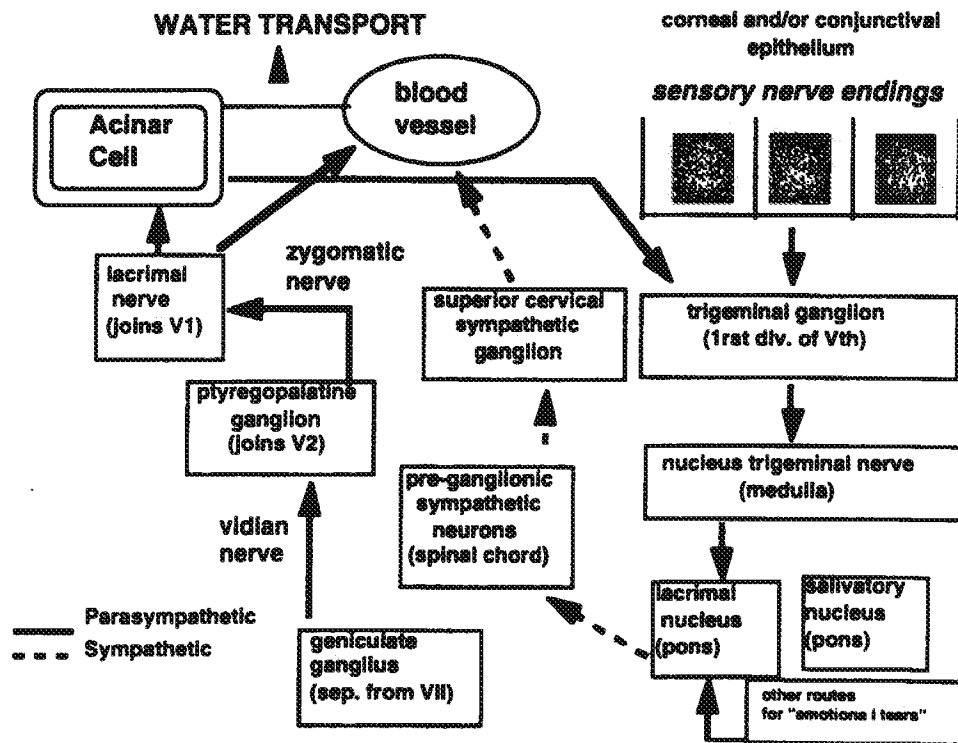 WATER TRANSPORT
corneal and/or conjunctival
epithelium
sensory nerve endings
blood
vessel
Acinar
Cell
zygomatic
nerve
lacrimal
nerve
(joins V1)
superior cervical
sympathetic
ganglion
trigeminal ganglion
(1rst div. of Vth)
ptyregopalatine
ganglion
(joins V2)
nucleus trigeminal nerve
(medulla)
pre-ganglionic
sympathetic
neurons
(spinal chord)
vidian
nerve
lacrimal
nucleus
(pons)
salivatory
nucleus
(pons)
Parasympathetic
Sympathetic
geniculate
ganglius
(sep. from VII)
other routes
for "emotiona l tears"